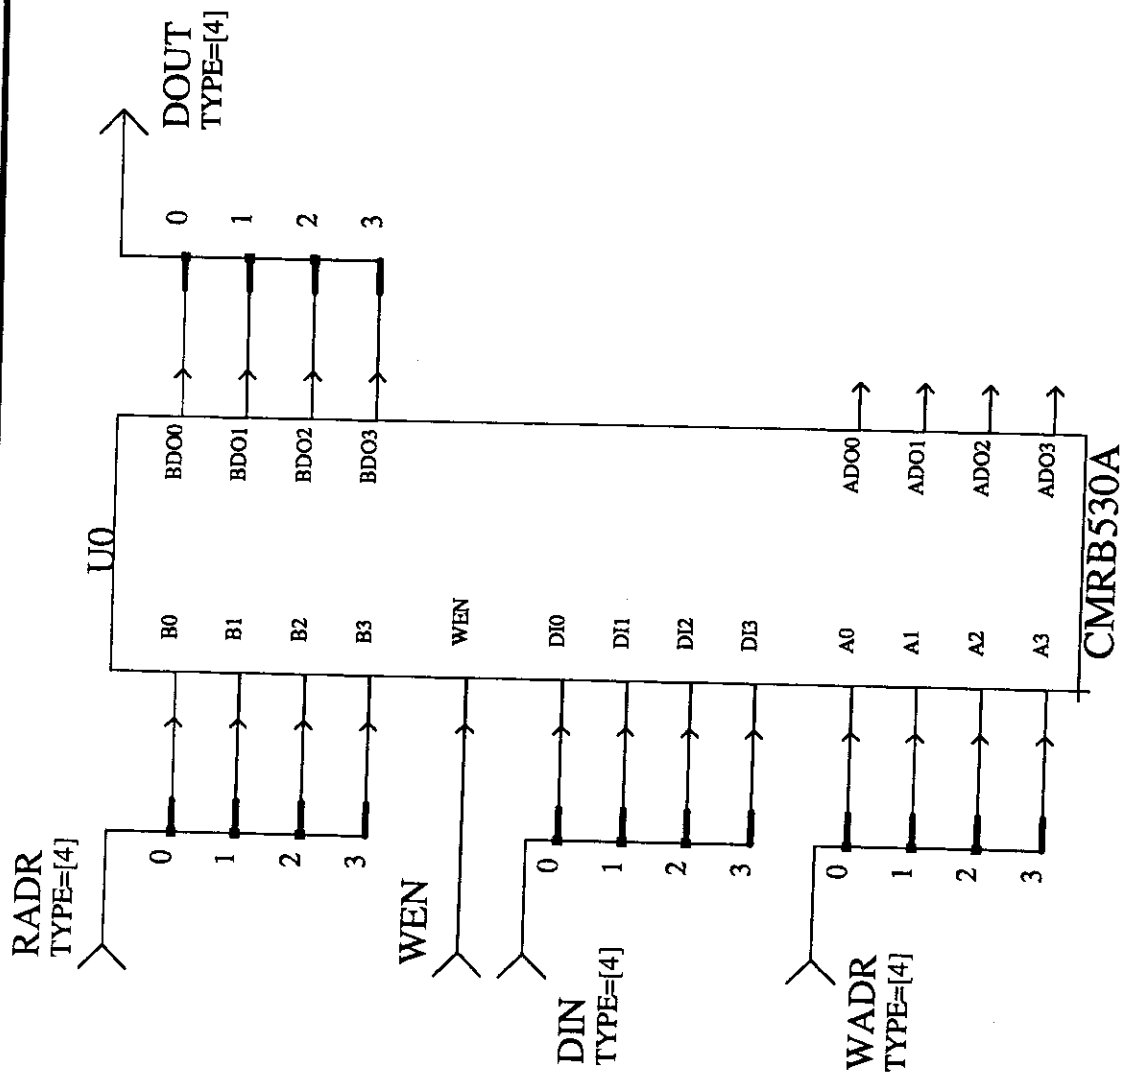 RADR
TYPE=[4]
0
1
2
3
WEN
DIN
TYPE=[4]
0
1
2
3
WADR
TYPE=[4]
0
1
2
3
U0
B0
B1
B2
B3
WEN
DI0
DI1
DI2
DI3
A0
A1
A2
A3
BDO0
BDO1
BDO2
BDO3
ADO0
ADO1
ADO2
ADO3
CMRB530A
DOUT
TYPE=[4]
0
1
2
3